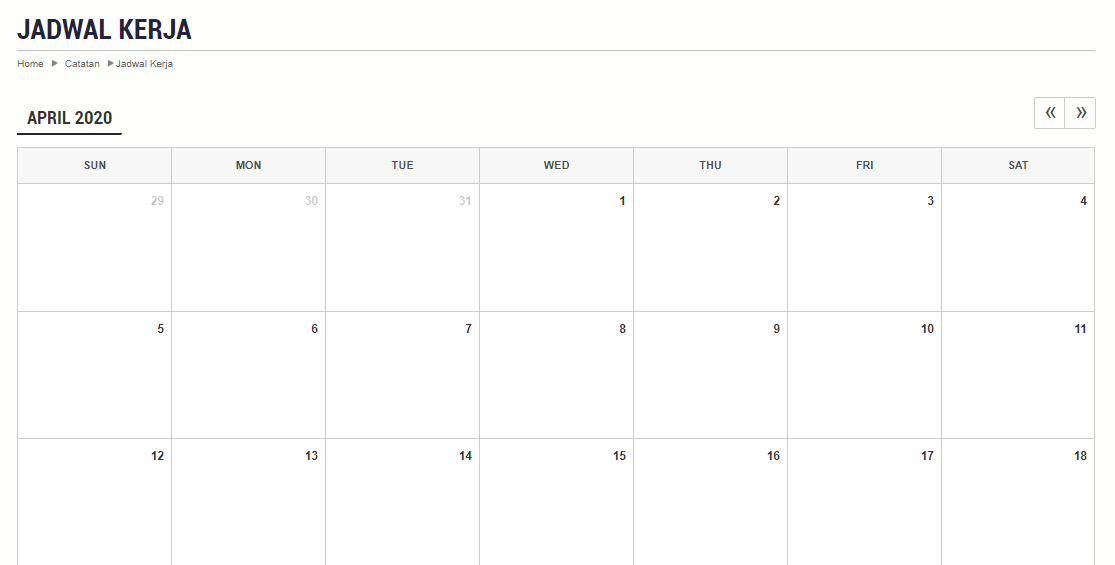 JADWAL KERJA
Home ▶ Catatan ▶ Jadwal Kerja
APRIL 2020 « »
SUN MON TUE WED THU FRI SAT
29 30 31 1 2 3 4
5 6 7 8 9 10 11
12 13 14 15 16 17 18